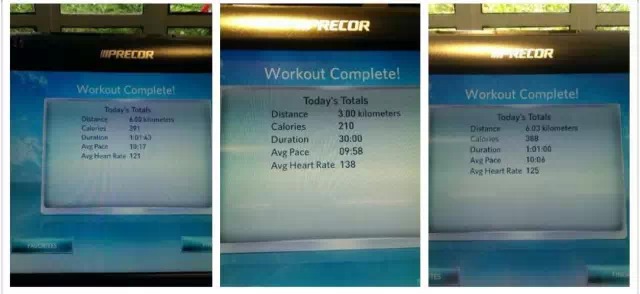 PRECOR
Workout Complete!
Today's Totals
Distance 6.00 kilometers
Calories 391
Duration 1:01:43
Avg Pace 10:17
Avg Heart Rate 121
FAVORITES
PRECOR
Workout Complete!
Today's Totals
Distance 3.00 kilometers
Calories 210
Duration 30:00
Avg Pace 09:58
Avg Heart Rate 138
PRECOR
Workout Complete!
Today's Totals
Distance 6.03 kilometers
Calories 388
Duration 1:01:00
Avg Pace 10:06
Avg Heart Rate 125